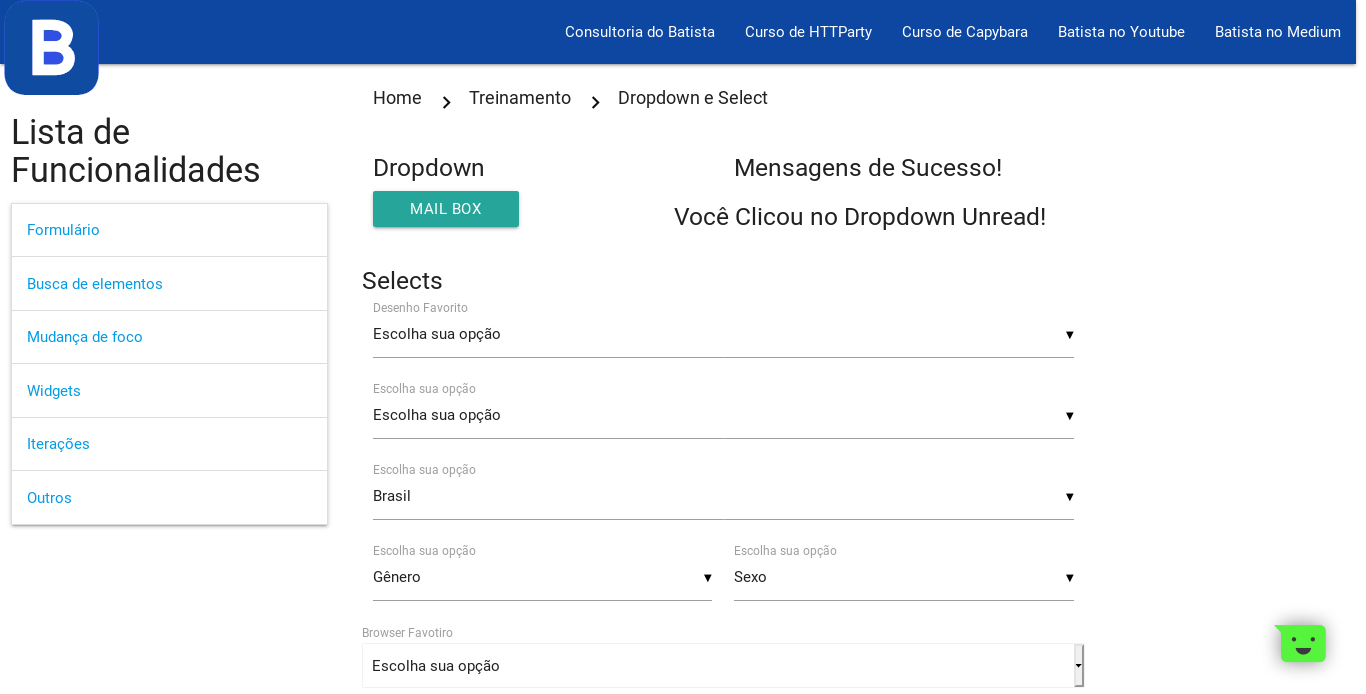 B
Consultoria do Batista
Curso de HTTParty
Curso de Capybara
Batista no Youtube
Batista no Medium
Home
Treinamento
Dropdown e Select
Lista de
Funcionalidades
Formulário
Busca de elementos
Mudança de foco
Widgets
Iterações
Outros
Dropdown
MAIL BOX
Mensagens de Sucesso!
Você Clicou no Dropdown Unread!
Selects
Desenho Favorito
Escolha sua opção
Escolha sua opção
Escolha sua opção
Escolha sua opção
Brasil
Escolha sua opção
Gênero
Escolha sua opção
Sexo
Browser Favotiro
Escolha sua opção